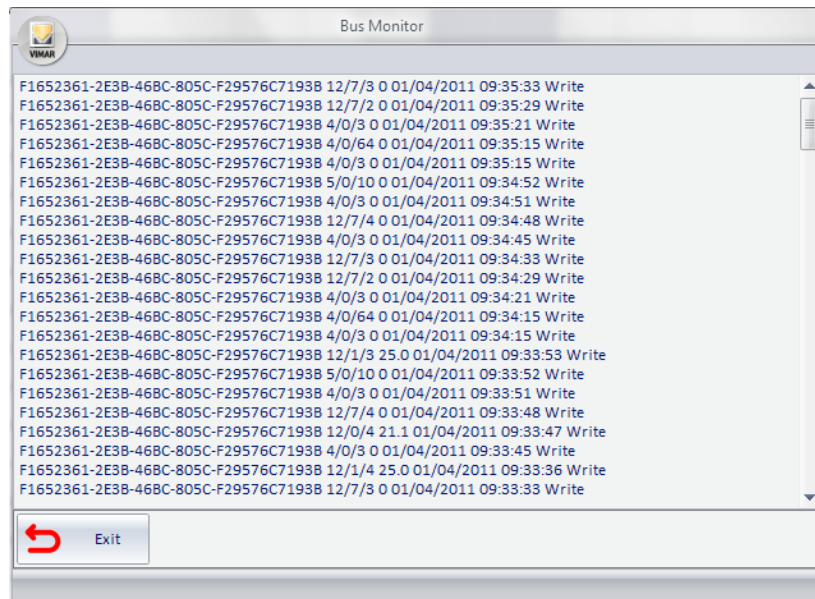 Bus Monitor
VIMAR
F1652361-2E3B-46BC-805C-F29576C7193B 12/7/3 0 01/04/2011 09:35:33 Write
F1652361-2E3B-46BC-805C-F29576C7193B 12/7/2 0 01/04/2011 09:35:29 Write
F1652361-2E3B-46BC-805C-F29576C7193B 4/0/3 0 01/04/2011 09:35:21 Write
F1652361-2E3B-46BC-805C-F29576C7193B 4/0/64 0 01/04/2011 09:35:15 Write
F1652361-2E3B-46BC-805C-F29576C7193B 4/0/3 0 01/04/2011 09:35:15 Write
F1652361-2E3B-46BC-805C-F29576C7193B 5/0/10 0 01/04/2011 09:34:52 Write
F1652361-2E3B-46BC-805C-F29576C7193B 4/0/3 0 01/04/2011 09:34:51 Write
F1652361-2E3B-46BC-805C-F29576C7193B 12/7/4 0 01/04/2011 09:34:48 Write
F1652361-2E3B-46BC-805C-F29576C7193B 4/0/3 0 01/04/2011 09:34:45 Write
F1652361-2E3B-46BC-805C-F29576C7193B 12/7/3 0 01/04/2011 09:34:33 Write
F1652361-2E3B-46BC-805C-F29576C7193B 12/7/2 0 01/04/2011 09:34:29 Write
F1652361-2E3B-46BC-805C-F29576C7193B 4/0/3 0 01/04/2011 09:34:21 Write
F1652361-2E3B-46BC-805C-F29576C7193B 4/0/64 0 01/04/2011 09:34:15 Write
F1652361-2E3B-46BC-805C-F29576C7193B 4/0/3 0 01/04/2011 09:34:15 Write
F1652361-2E3B-46BC-805C-F29576C7193B 12/1/3 25.0 01/04/2011 09:33:53 Write
F1652361-2E3B-46BC-805C-F29576C7193B 5/0/10 0 01/04/2011 09:33:52 Write
F1652361-2E3B-46BC-805C-F29576C7193B 4/0/3 0 01/04/2011 09:33:51 Write
F1652361-2E3B-46BC-805C-F29576C7193B 12/7/4 0 01/04/2011 09:33:48 Write
F1652361-2E3B-46BC-805C-F29576C7193B 12/0/4 21.1 01/04/2011 09:33:47 Write
F1652361-2E3B-46BC-805C-F29576C7193B 4/0/3 0 01/04/2011 09:33:45 Write
F1652361-2E3B-46BC-805C-F29576C7193B 12/1/4 25.0 01/04/2011 09:33:36 Write
F1652361-2E3B-46BC-805C-F29576C7193B 12/7/3 0 01/04/2011 09:33:33 Write
Exit